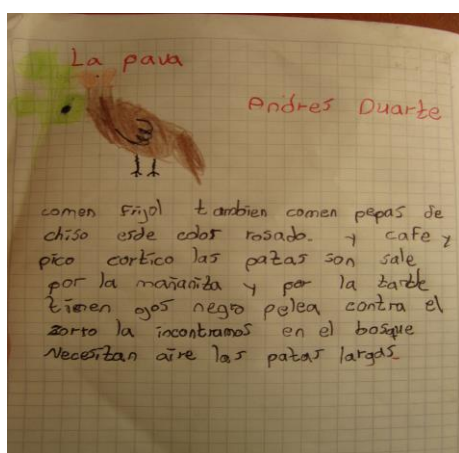 La pava
Andres Duarte
comen frijol tambien comen pepas de
chiso esde color rosado. y cafe y
pico cortico las patas son sale
por la mañanita y por la tarde
tienen ojos negro pelea contra el
zorro la incontramos en el bosque
Necesitan aire las patas largas